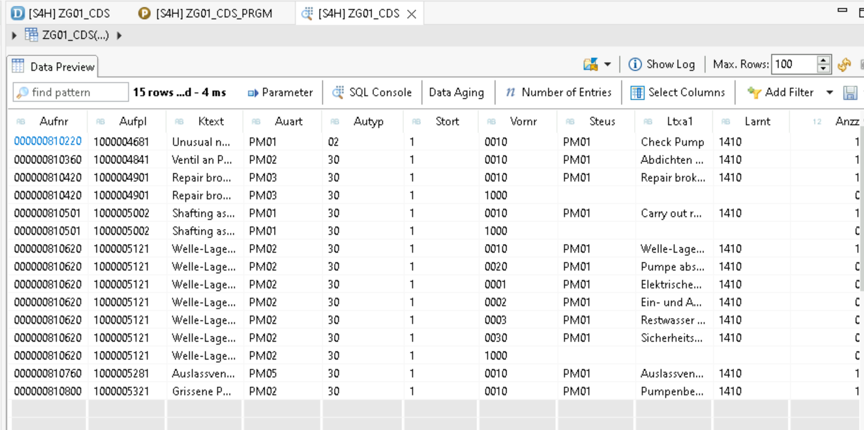 [S4H] ZG01_CDS [S4H] ZG01_CDS_PRGM [S4H] ZG01_CDS
ZG01_CDS(...)
Data Preview Show Log Max. Rows: 100
find pattern 15 rows ...d - 4 ms Parameter SQL Console Data Aging Number of Entries Select Columns Add Filter
Aufnr Aufpl Ktext Auart Autyp Stort Vornr Steus Ltxa1 Larnt Anzz
000000810220 1000004681 Unusual n... PM01 02 1 0010 PM01 Check Pump 1410 1
000000810360 1000004841 Ventil an P... PM02 30 1 0010 PM01 Abdichten ... 1410 1
000000810420 1000004901 Repair bro... PM03 30 1 0010 PM01 Repair brok... 1410 1
000000810420 1000004901 Repair bro... PM03 30 1 1000
000000810501 1000005002 Shafting as... PM01 30 1 0010 PM01 Carry out r... 1410 1
000000810501 1000005002 Shafting as... PM01 30 1 1000
000000810620 1000005121 Welle-Lage... PM02 30 1 0010 PM01 Welle-Lage... 1410 1
000000810620 1000005121 Welle-Lage... PM02 30 1 0020 PM01 Pumpe abs... 1410
000000810620 1000005121 Welle-Lage... PM02 30 1 0001 PM01 Elektrische... 1410
000000810620 1000005121 Welle-Lage... PM02 30 1 0002 PM01 Ein- und A... 1410
000000810620 1000005121 Welle-Lage... PM02 30 1 0003 PM01 Restwasser ... 1410
000000810620 1000005121 Welle-Lage... PM02 30 1 0030 PM01 Sicherheits... 1410
000000810620 1000005121 Welle-Lage... PM02 30 1 1000
000000810760 1000005281 Auslassven... PM05 30 1 0010 PM01 Auslassven... 1410 1
000000810800 1000005321 Grissene P... PM02 30 1 0010 PM01 Pumpenbe... 1410 1